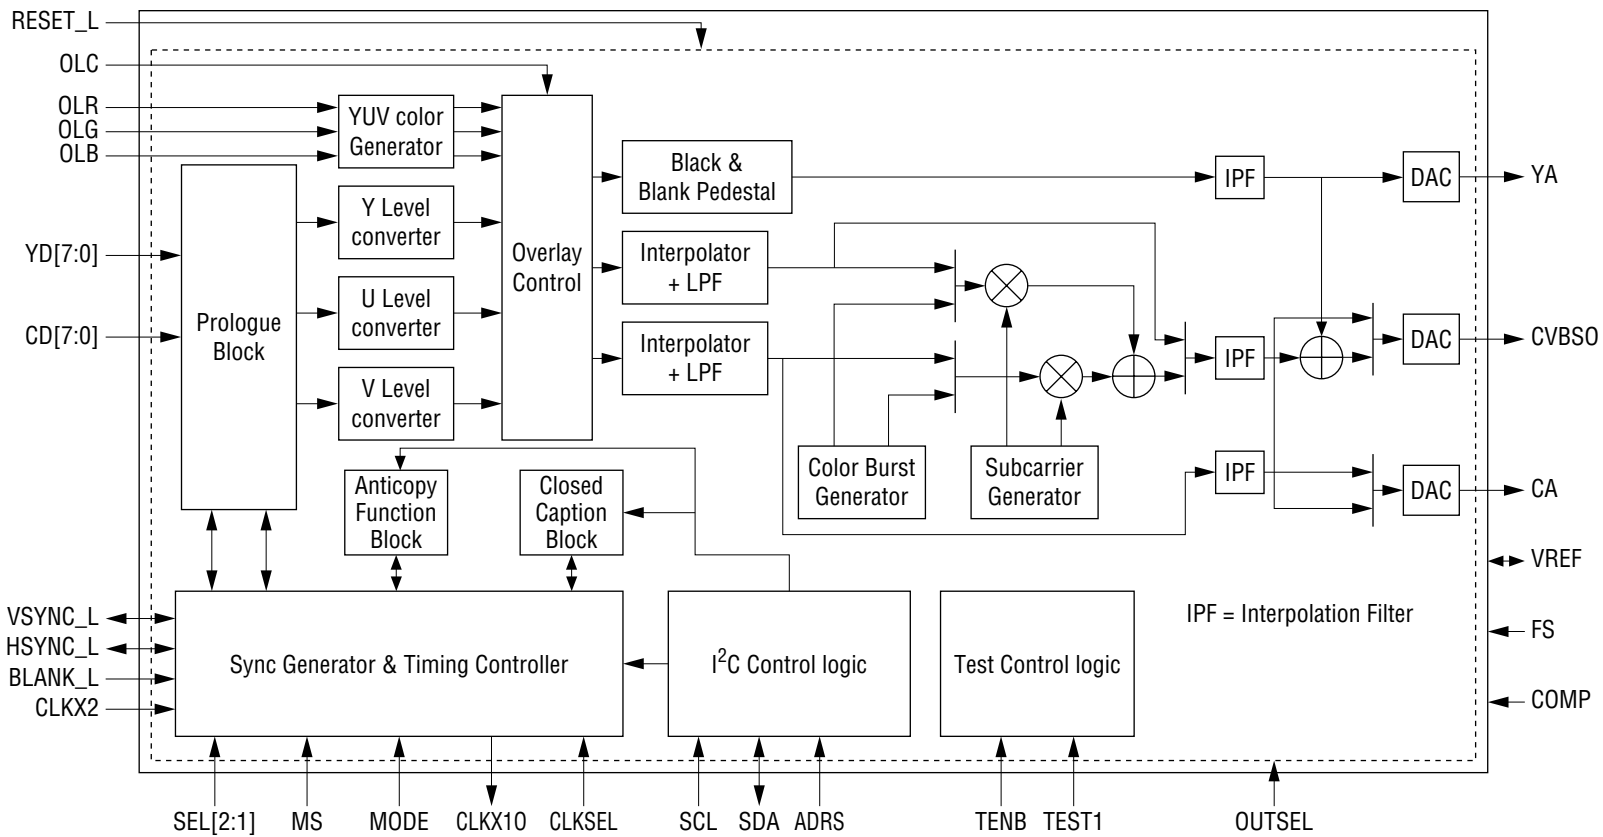 RESET_L
OLC
OLR
OLG
OLB
YUV color
Generator
Black &
Blank Pedestal
IPF
DAC
YA
Y Level
converter
YD[7:0]
Overlay
Control
Interpolator
+ LPF
U Level
converter
CD[7:0]
Prologue
Block
Interpolator
+ LPF
IPF
DAC
CVBSO
V Level
converter
Color Burst
Generator
Subcarrier
Generator
IPF
DAC
CA
Anticopy
Function
Block
Closed
Caption
Block
VREF
VSYNC_L
HSYNC_L
BLANK_L
CLKX2
Sync Generator & Timing Controller
I²C Control logic
Test Control logic
IPF = Interpolation Filter
FS
COMP
SEL[2:1]
MS
MODE
CLKX10
CLKSEL
SCL
SDA
ADRS
TENB
TEST1
OUTSEL